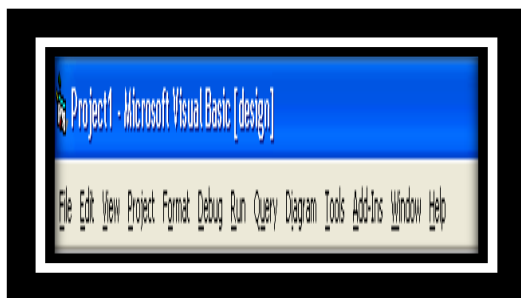 Project1 - Microsoft Visual Basic [design]
File Edit View Project Format Debug Run Query Diagram Tools Add-Ins Window Help